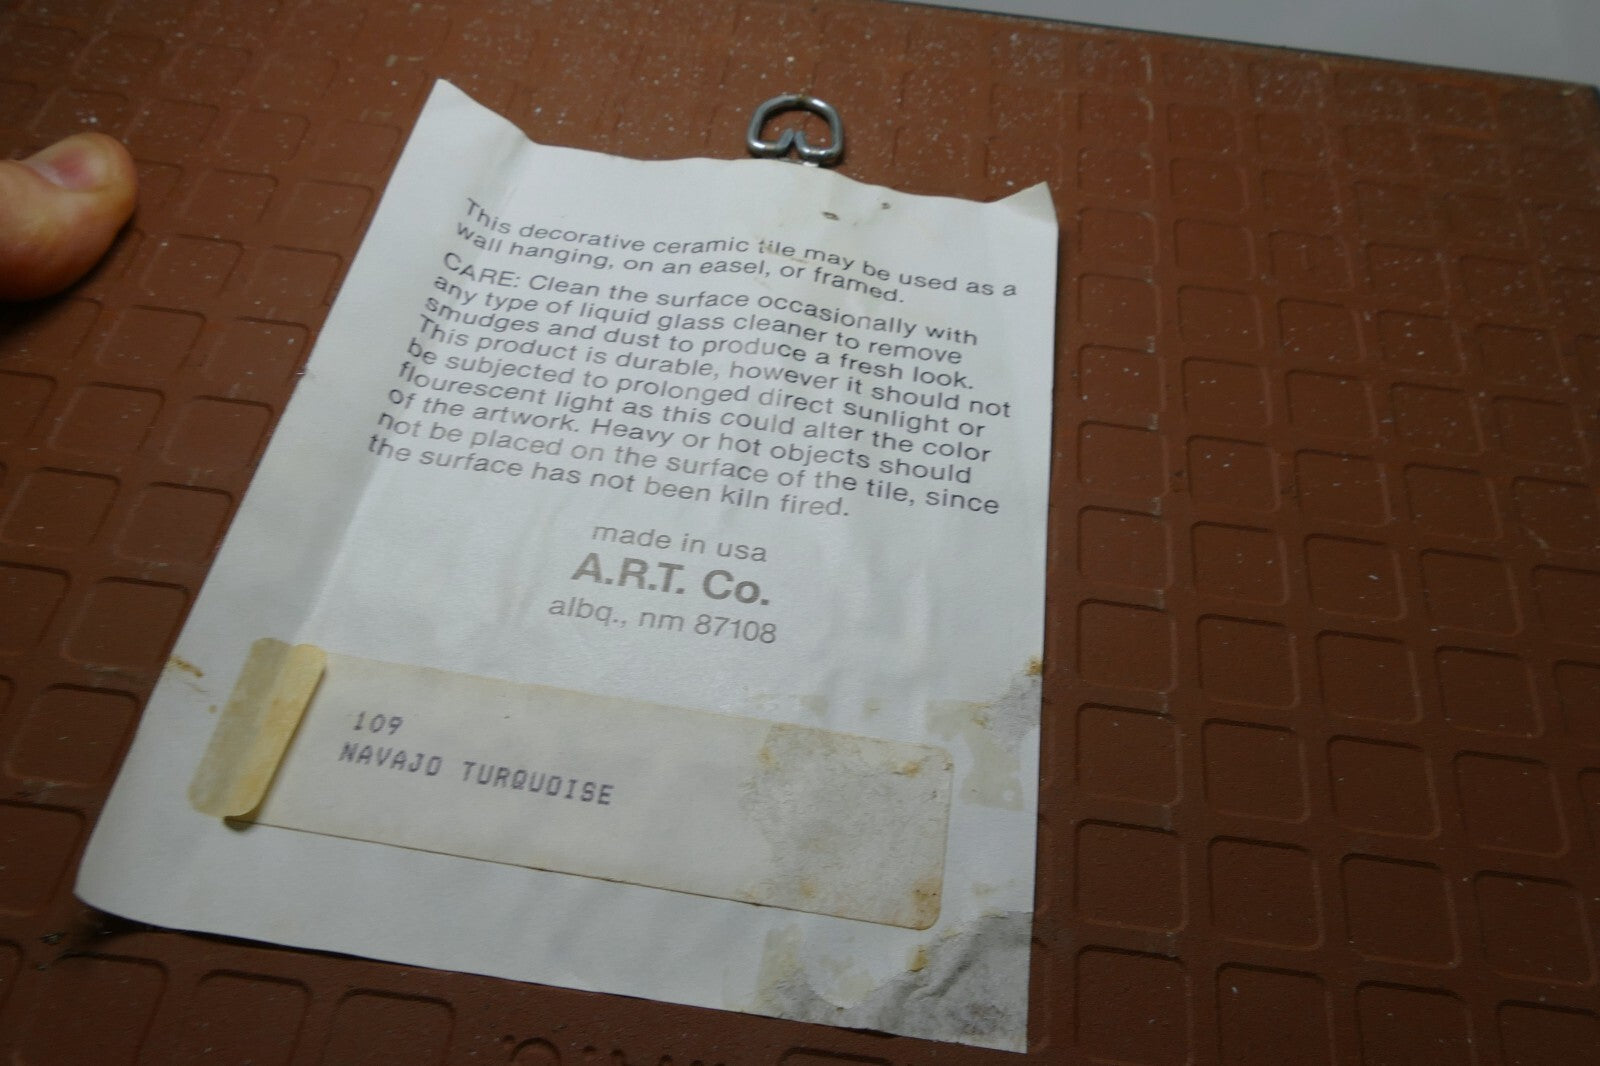 This decorative ceramic tile may be used as a
wall hanging, on an easel, or framed.
CARE: Clean the surface occasionally with
any type of liquid glass cleaner to remove
smudges and dust to produce a fresh look.
This product is durable, however it should not
be subjected to prolonged direct sunlight or
flourescent light as this could alter the color
of the artwork. Heavy or hot objects should
not be placed on the surface of the tile, since
the surface has not been kiln fired.
made in usa
A.R.T. Co.
albq., nm 87108
109
NAVAJO TURQUOISE